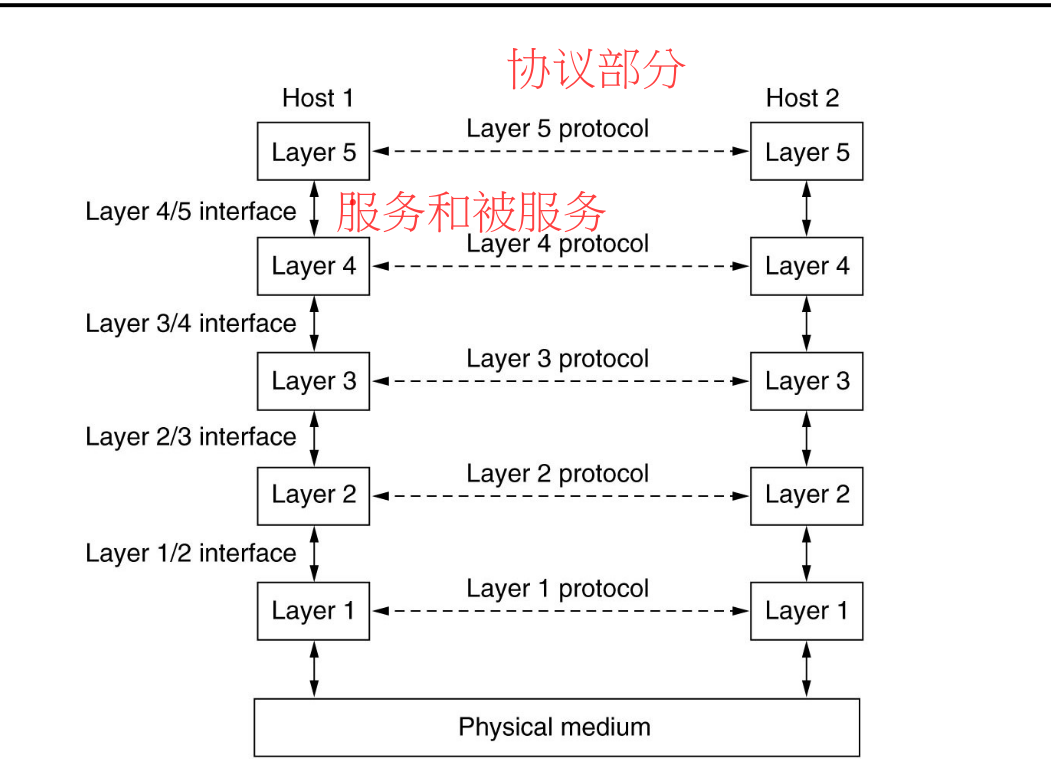 协议部分
Host 1
Host 2
Layer 5 protocol
Layer 5
Layer 5
Layer 4/5 interface
服务和被服务
Layer 4 protocol
Layer 4
Layer 4
Layer 3/4 interface
Layer 3 protocol
Layer 3
Layer 3
Layer 2/3 interface
Layer 2 protocol
Layer 2
Layer 2
Layer 1/2 interface
Layer 1 protocol
Layer 1
Layer 1
Physical medium